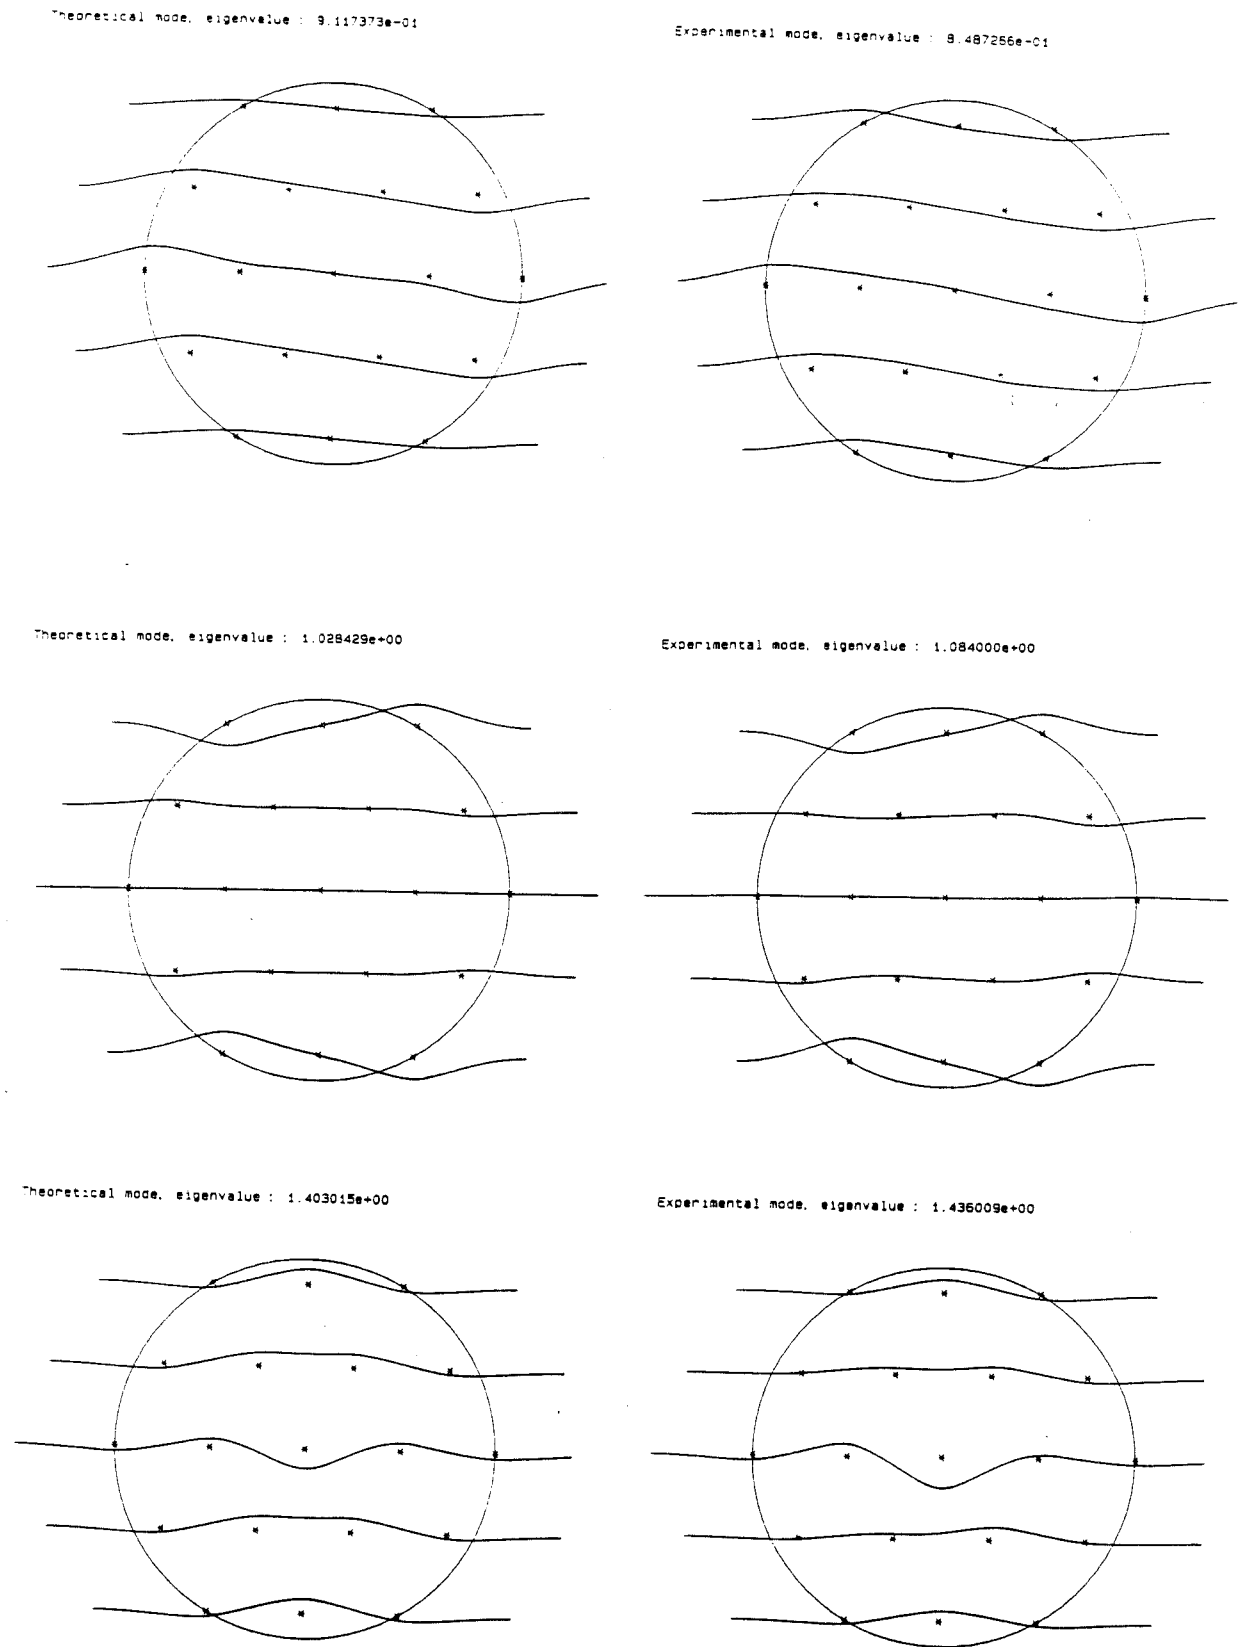 Theoretical mode, eigenvalue : 9.117373e-01
Experimental mode, eigenvalue : 9.487256e-01
Theoretical mode, eigenvalue : 1.028429e+00
Experimental mode, eigenvalue : 1.084000e+00
Theoretical mode, eigenvalue : 1.403015e+00
Experimental mode, eigenvalue : 1.436009e+00